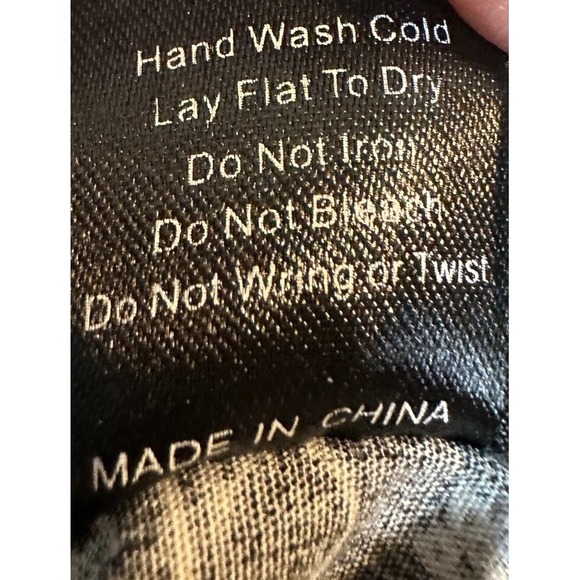 Hand Wash Cold
Lay Flat To Dry
Do Not Iron
Do Not Bleach
Do Not Wring or Twist
MADE IN CHINA